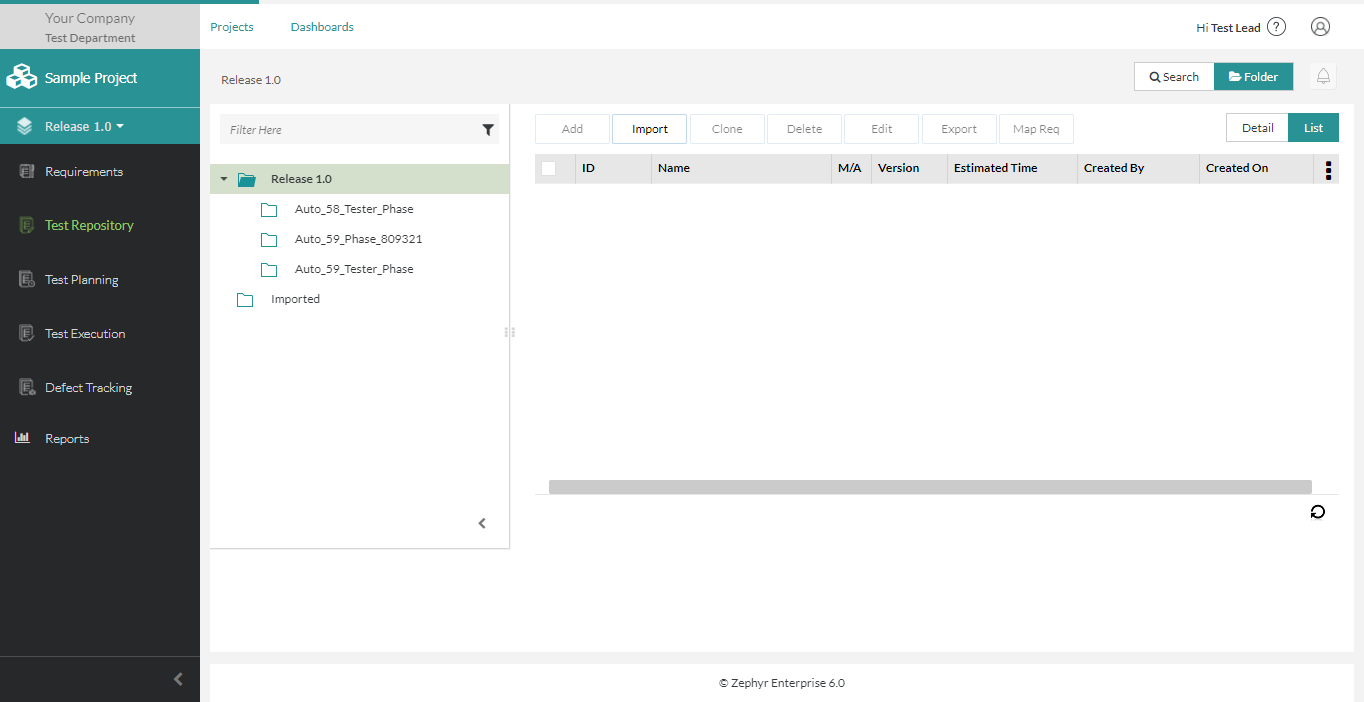 Your Company
Test Department
Projects
Dashboards
Hi Test Lead
?
Sample Project
Release 1.0
Requirements
Test Repository
Test Planning
Test Execution
Defect Tracking
Reports
Release 1.0
Search
Folder
Filter Here
Release 1.0
Auto_58_Tester_Phase
Auto_59_Phase_809321
Auto_59_Tester_Phase
Imported
Add
Import
Clone
Delete
Edit
Export
Map Req
Detail
List
ID
Name
M/A
Version
Estimated Time
Created By
Created On
© Zephyr Enterprise 6.0